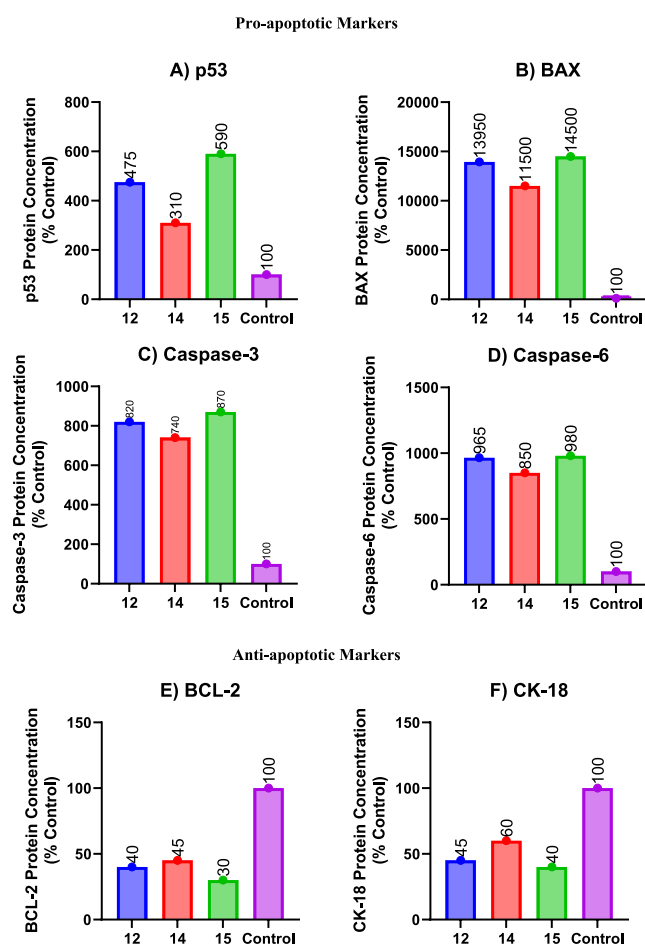 Pro-apoptotic Markers
A) p53
p53 Protein Concentration
(% Control)
800
600
400
200
0
475
310
590
100
12
14
15
Control
B) BAX
BAX Protein Concentration
(% Control)
20000
15000
10000
5000
0
13950
11500
14500
100
12
14
15
Control
C) Caspase-3
Caspase-3 Protein Concentration
(% Control)
1000
800
600
400
200
0
820
740
870
100
12
14
15
Control
D) Caspase-6
Caspase-6 Protein Concentration
(% Control)
1500
1000
500
0
965
850
980
100
12
14
15
Control
Anti-apoptotic Markers
E) BCL-2
BCL-2 Protein Concentration
(% Control)
150
100
50
0
40
45
30
100
12
14
15
Control
F) CK-18
CK-18 Protein Concentration
(% Control)
150
100
50
0
45
60
40
100
12
14
15
Control